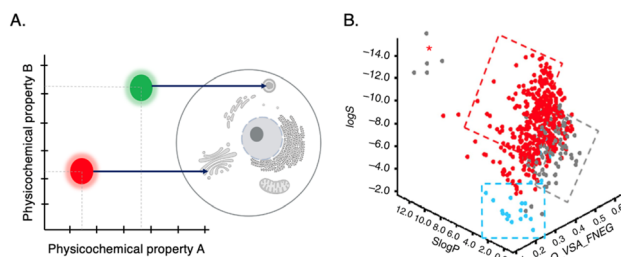 A.
Physicochemical property B
Physicochemical property A
B.
logS
−14.0
−12.0
−10.0
−8.0
−6.0
−4.0
−2.0
*
12.0
10.0
8.0
6.0
4.0
2.0
SlogP
0.2
0.3
0.4
0.5
0.6
VSA_FNEG